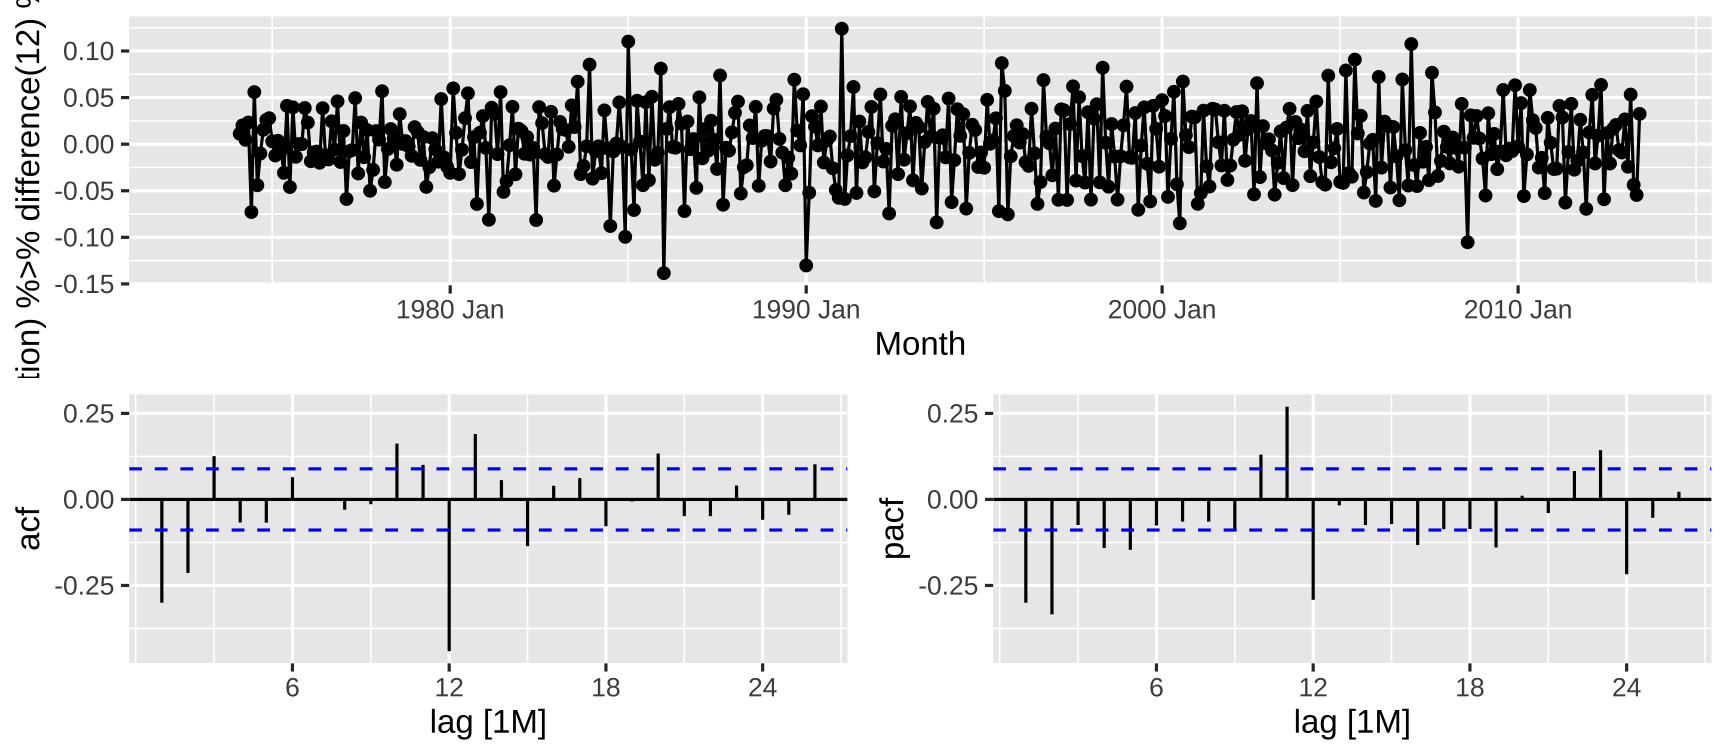 tion) %>% difference(12) %
0.10
0.05
0.00
-0.05
-0.10
-0.15
1980 Jan
1990 Jan
2000 Jan
2010 Jan
Month
acf
0.25
0.00
-0.25
6
12
18
24
lag [1M]
pacf
0.25
0.00
-0.25
6
12
18
24
lag [1M]